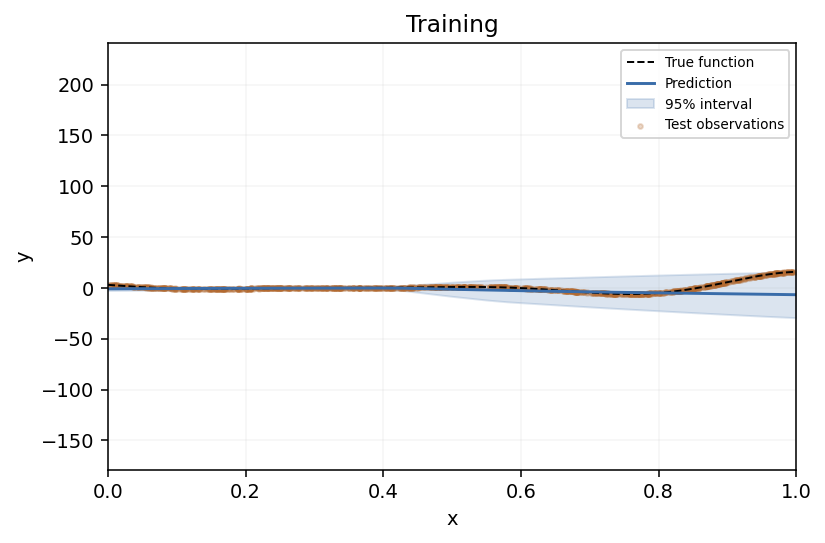 Training
200
150
100
50
0
−50
−100
−150
0.0 0.2 0.4 0.6 0.8 1.0
x
y
True function
Prediction
95% interval
Test observations